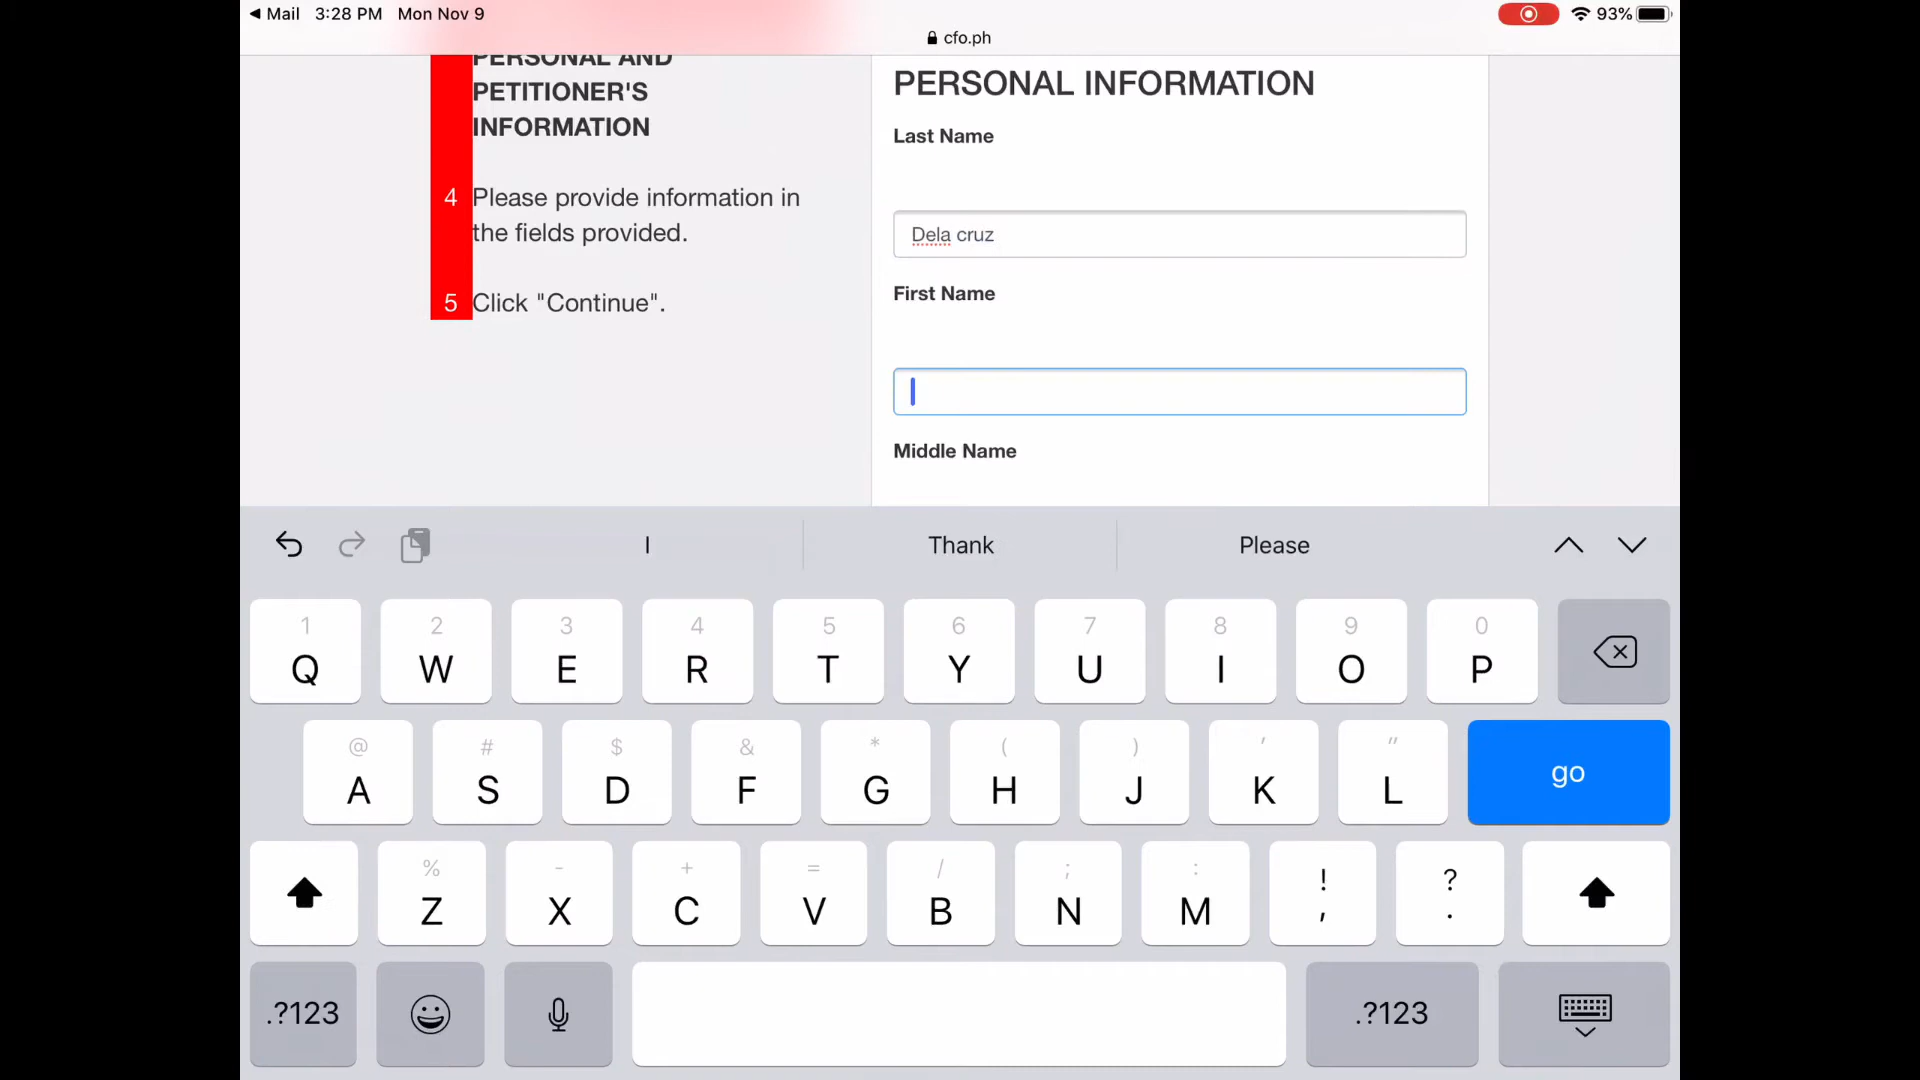 Mail 3:28 PM Mon Nov 9
93%
cfo.ph
PERSONAL AND
PETITIONER'S
INFORMATION
4 Please provide information in
the fields provided.
5 Click "Continue".
PERSONAL INFORMATION
Last Name
Dela cruz
First Name
Middle Name
I Thank Please
1 2 3 4 5 6 7 8 9 0
Q W E R T Y U I O P
@ # $ & * ( ) ' "
A S D F G H J K L go
% - + = / ; : ! ?
Z X C V B N M , .
.?123 .?123